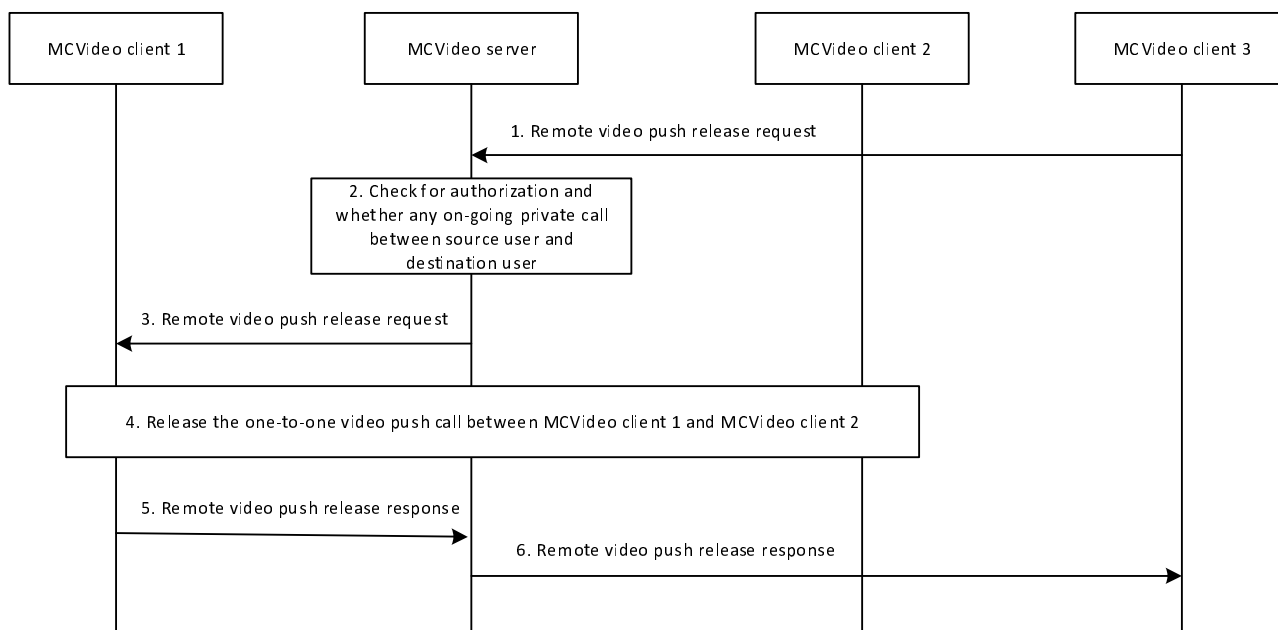 MCVideo client 1
MCVideo server
MCVideo client 2
MCVideo client 3
1. Remote video push release request
2. Check for authorization and
whether any on-going private call
between source user and
destination user
3. Remote video push release request
4. Release the one-to-one video push call between MCVideo client 1 and MCVideo client 2
5. Remote video push release response
6. Remote video push release response